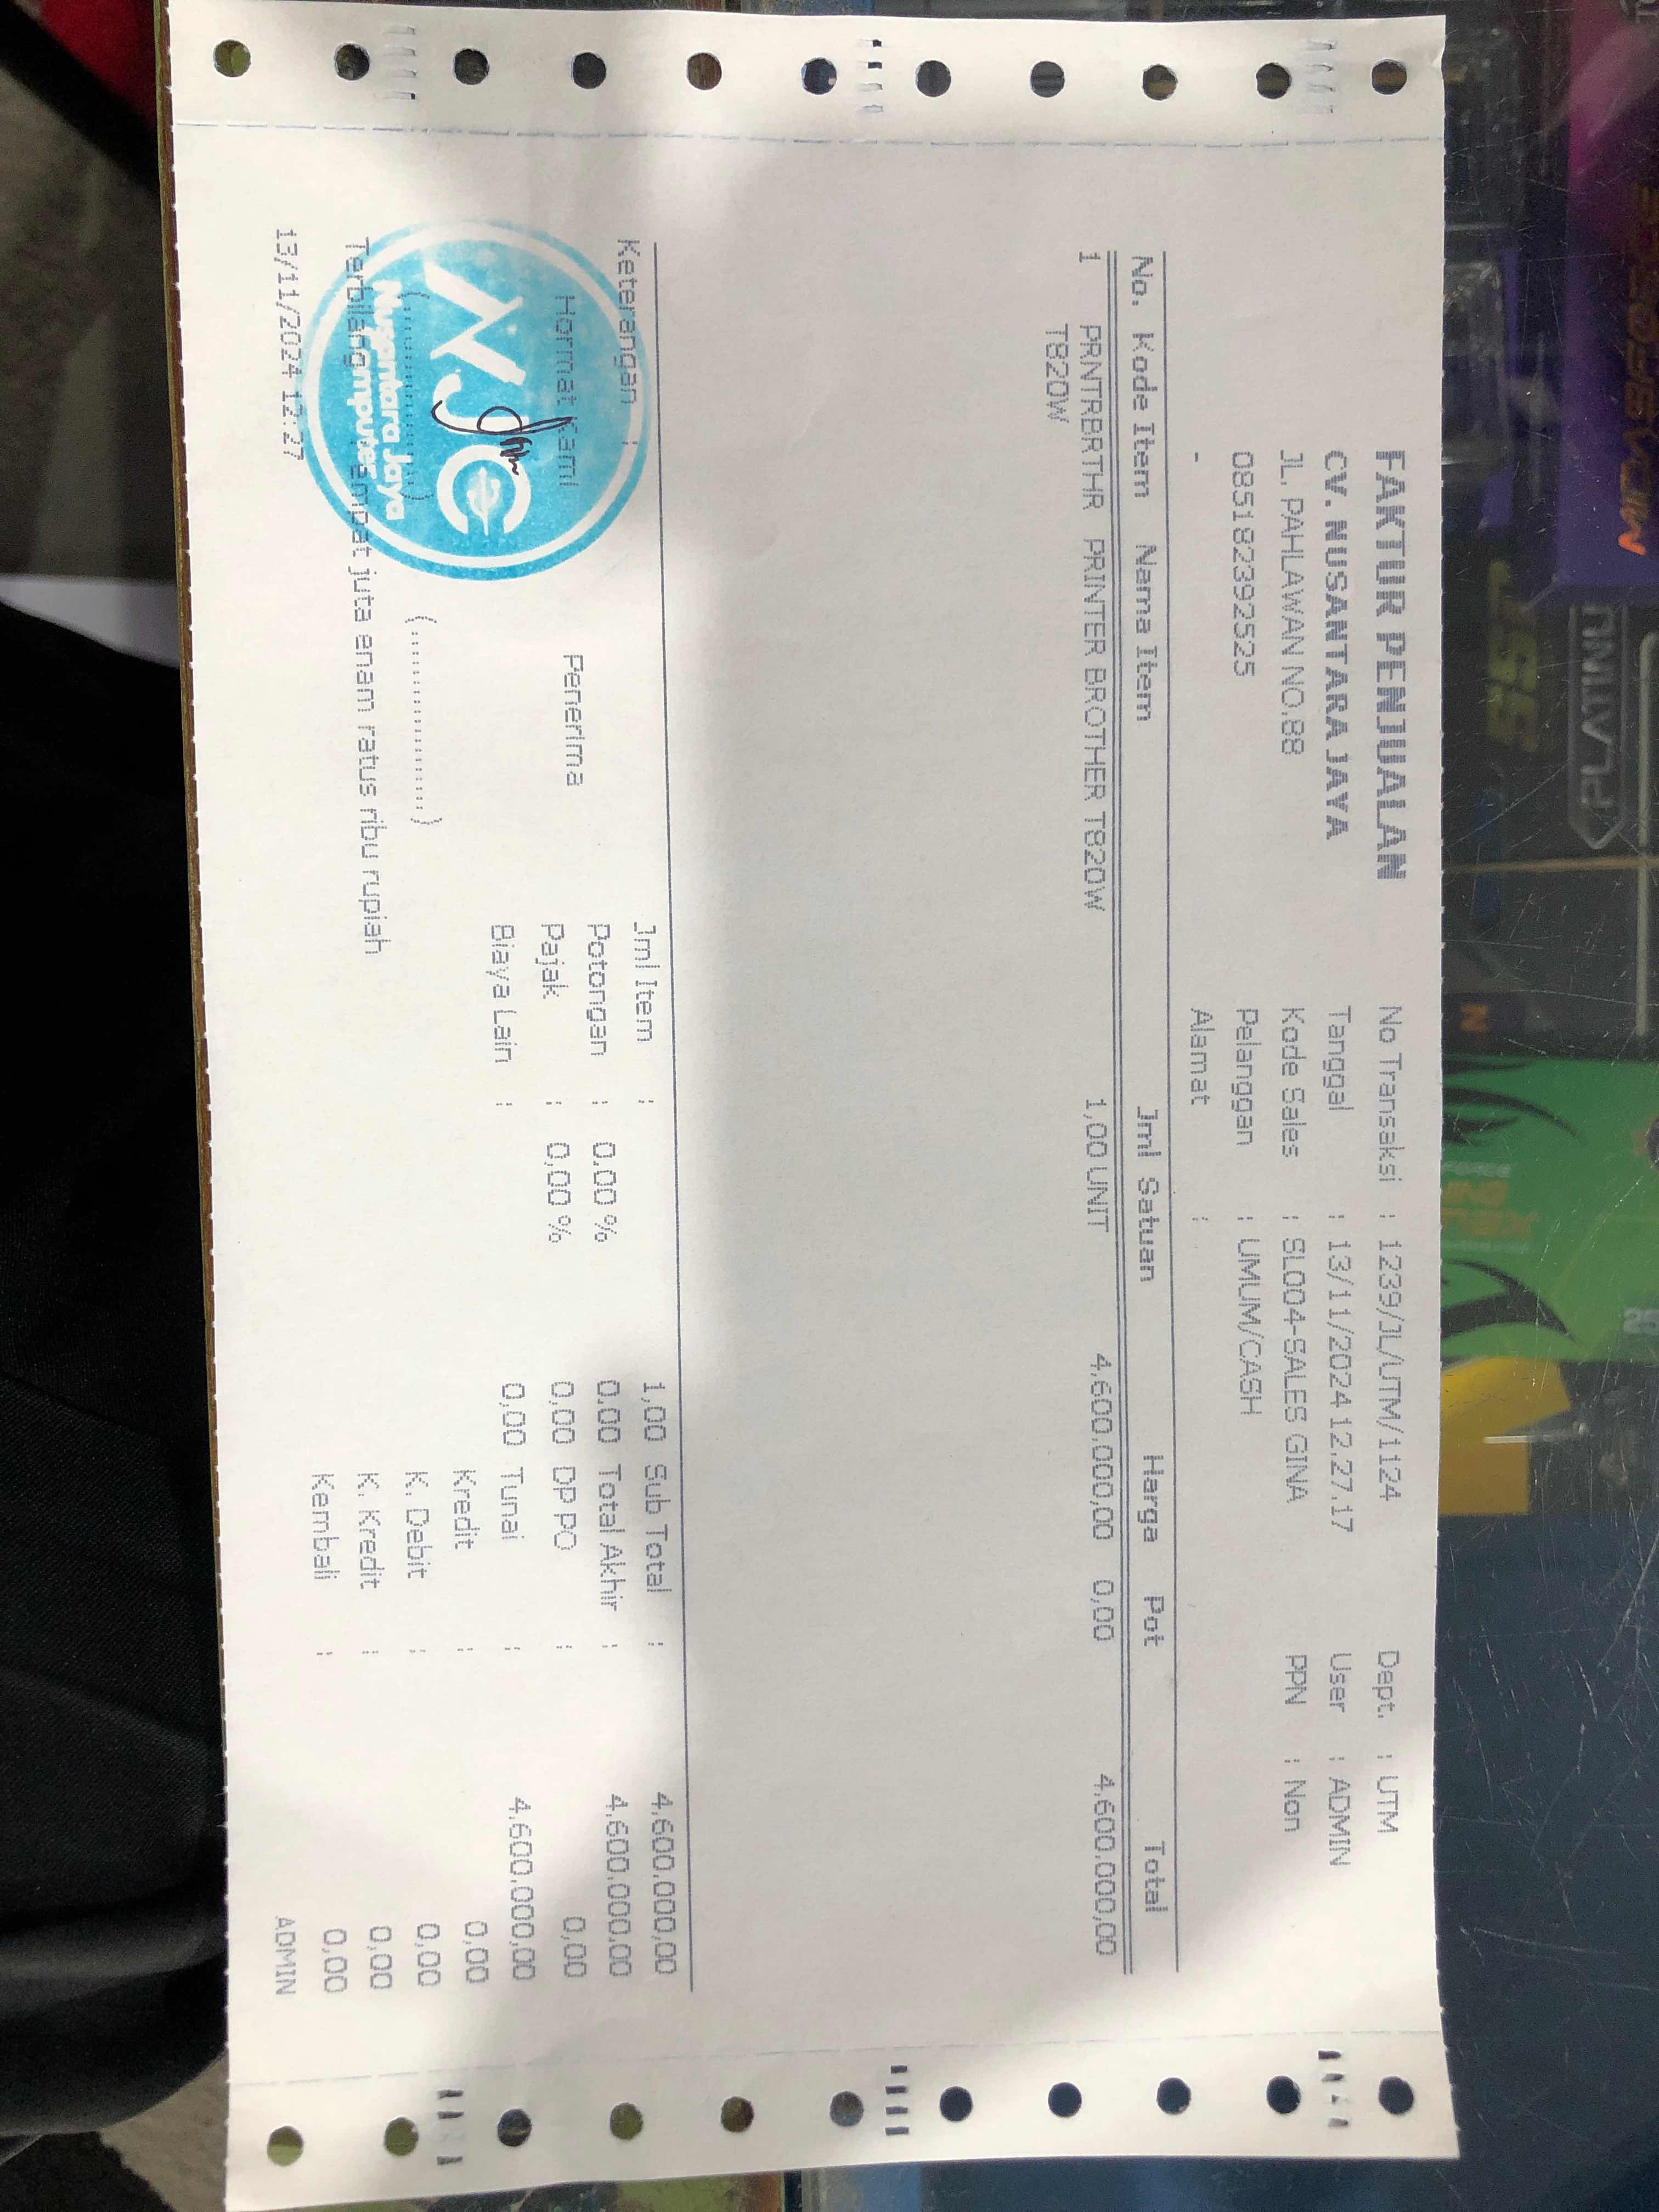 FAKTUR PENJUALAN
CV. NUSANTARA JAYA
JL. PAHLAWAN NO.88
085182392525
-
No Transaksi : 1239/JL/UTM/1124
Tanggal : 13/11/2024 12.27.17
Kode Sales : SL004-SALES GINA
Pelanggan : UMUM/CASH
Alamat :
Dept. : UTM
User : ADMIN
PPN : Non
No. Kode Item Nama Item Jml Satuan Harga Pot Total
1 PRNTRBRTHR PRINTER BROTHER T820W 1,00 UNIT 4.600.000,00 0,00 4.600.000,00
T820W
Keterangan :
Hormat Kami
Penerima
(....................)
(....................)
NJC
Nusantara Jaya
Computer
Terbilang : empat juta enam ratus ribu rupiah
13/11/2024 12:27
Jml Item : 1,00
Potongan : 0,00 % 0,00
Pajak : 0,00 % 0,00
Biaya Lain : 0,00
Sub Total : 4.600.000,00
Total Akhir : 4.600.000,00
DP PO : 0,00
Tunai : 4.600.000,00
Kredit : 0,00
K. Debit : 0,00
K. Kredit : 0,00
Kembali : 0,00
ADMIN
MIDASFORCE
PLATINU